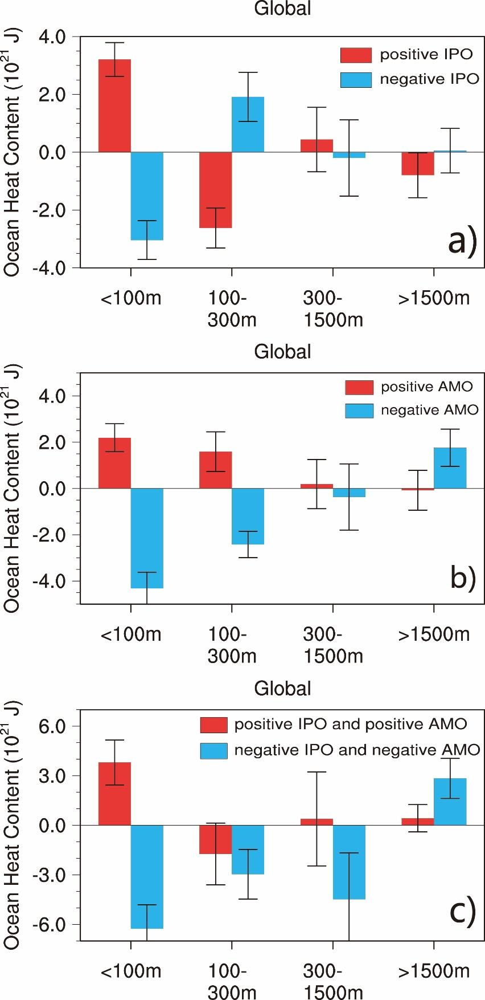 Global
Ocean Heat Content (10²¹ J)
4.0
2.0
0.0
-2.0
-4.0
positive IPO
negative IPO
a)
<100m
100-
300m
300-
1500m
>1500m
Global
Ocean Heat Content (10²¹ J)
4.0
2.0
0.0
-2.0
-4.0
positive AMO
negative AMO
b)
<100m
100-
300m
300-
1500m
>1500m
Global
Ocean Heat Content (10²¹ J)
6.0
3.0
0.0
-3.0
-6.0
positive IPO and positive AMO
negative IPO and negative AMO
c)
<100m
100-
300m
300-
1500m
>1500m